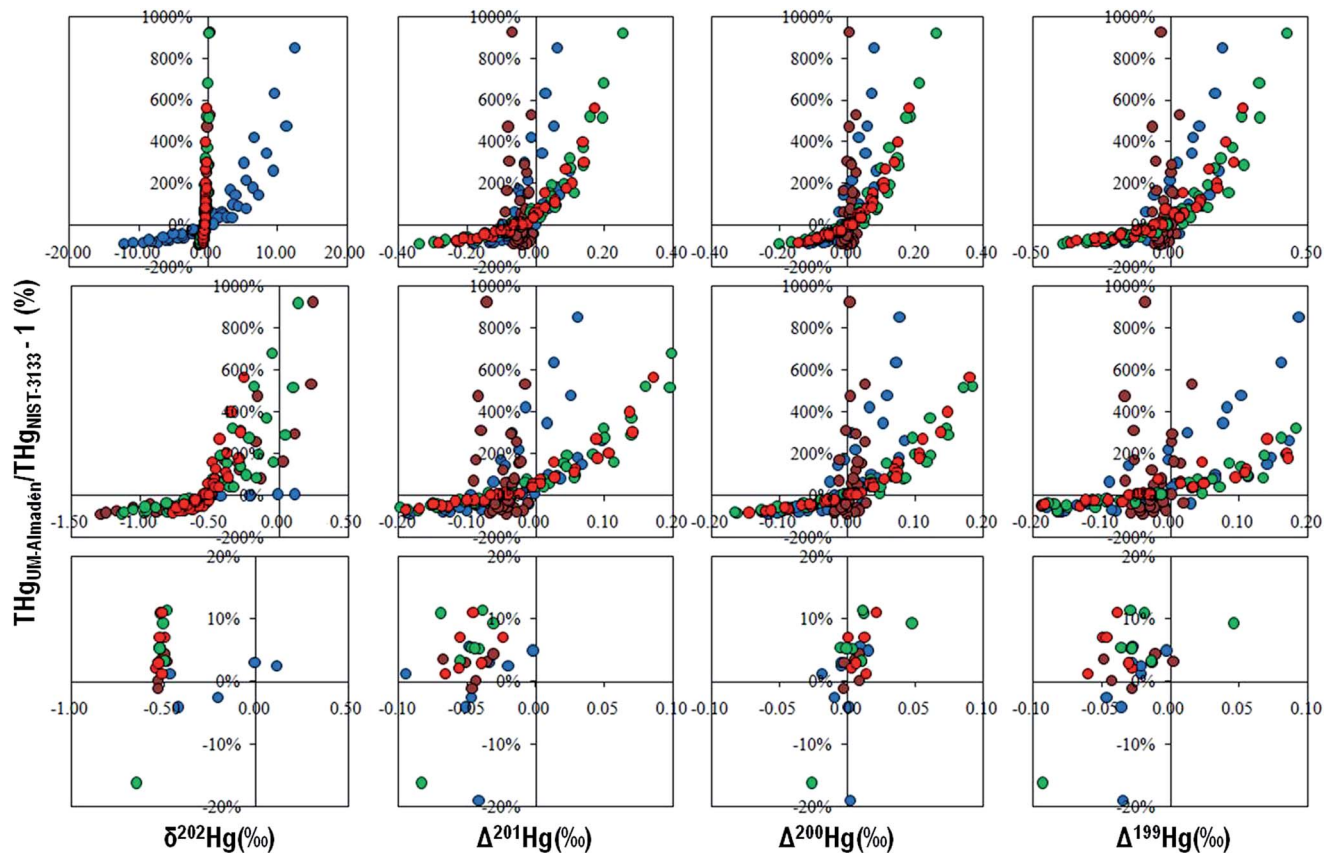 THgUM-Almadén/THgNIST-3133 - 1 (%)
1000% 1000% 1000% 1000%
800% 800% 800% 800%
600% 600% 600% 600%
400% 400% 400% 400%
200% 200% 200% 200%
0% 0% 0% 0%
-20.00 -10.00 0.00 10.00 20.00 -0.40 -0.20 0.00 0.20 0.40 -0.40 -0.20 0.00 0.20 0.40 -0.50 0.00 0.50
-200% -200% -200% -200%
1000% 1000% 1000% 1000%
800% 800% 800% 800%
600% 600% 600% 600%
400% 400% 400% 400%
200% 200% 200% 200%
0% 0% 0% 0%
-1.50 -1.00 -0.50 0.00 0.50 -0.20 -0.10 0.00 0.10 0.20 -0.20 -0.10 0.00 0.10 0.20 -0.20 -0.10 0.00 0.10 0.20
-200% -200% -200% -200%
20% 20% 20% 20%
10% 10% 10% 10%
0% 0% 0% 0%
-1.00 -0.50 0.00 0.50 -0.10 -0.05 0.00 0.05 0.10 -0.10 -0.05 0.00 0.05 0.10 -0.10 -0.05 0.00 0.05 0.10
-10% -10% -10% -10%
-20% -20% -20% -20%
δ²⁰²Hg(‰) Δ²⁰¹Hg(‰) Δ²⁰⁰Hg(‰) Δ¹⁹⁹Hg(‰)